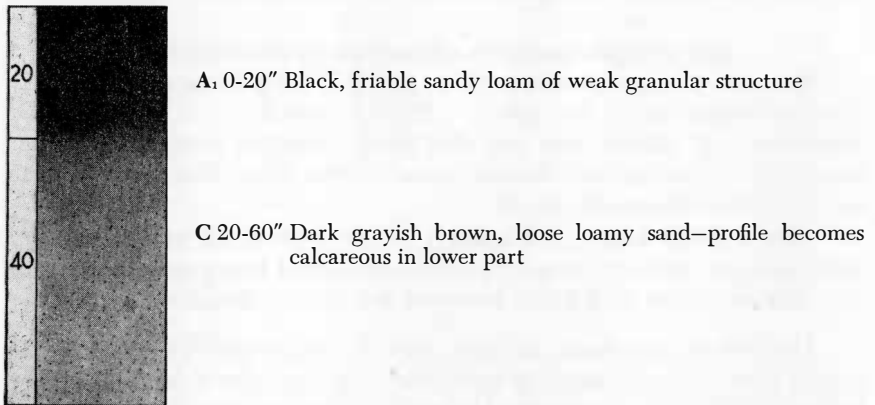 20
A₁ 0-20″ Black, friable sandy loam of weak granular structure
C 20-60″ Dark grayish brown, loose loamy sand—profile becomes
calcareous in lower part
40